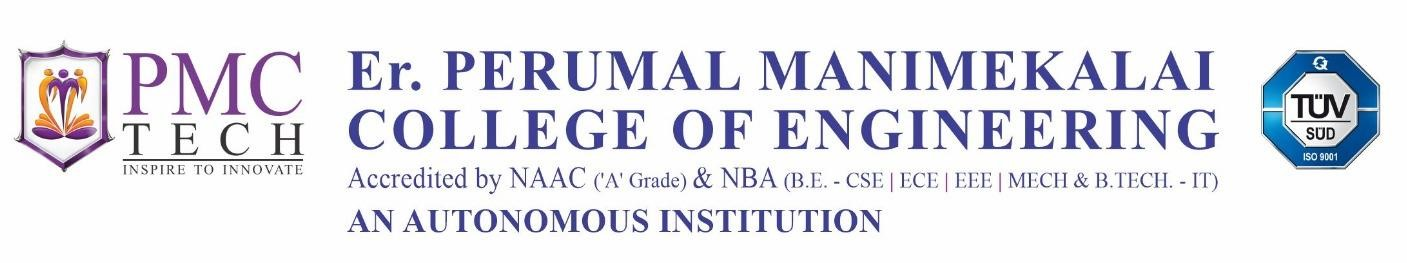 PMC
TECH
INSPIRE TO INNOVATE
Er. PERUMAL MANIMEKALAI
COLLEGE OF ENGINEERING
Accredited by NAAC ('A' Grade) & NBA (B.E. - CSE | ECE | EEE | MECH & B.TECH. - IT)
AN AUTONOMOUS INSTITUTION
TÜV
SÜD
ISO 9001